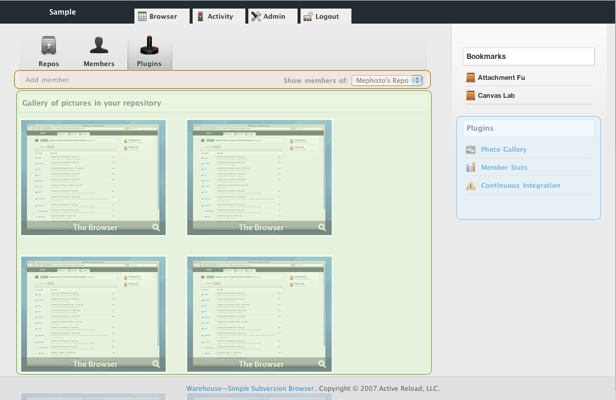 Sample
Browser
Activity
Admin
Logout
Repos
Members
Plugins
Add member
Show members of: Mephisto's Repo
Gallery of pictures in your repository
The Browser
The Browser
The Browser
The Browser
Bookmarks
Attachment Fu
Canvas Lab
Plugins
Photo Gallery
Member Stats
Continuous Integration
Warehouse—Simple Subversion Browser. Copyright © 2007 Active Reload, LLC.